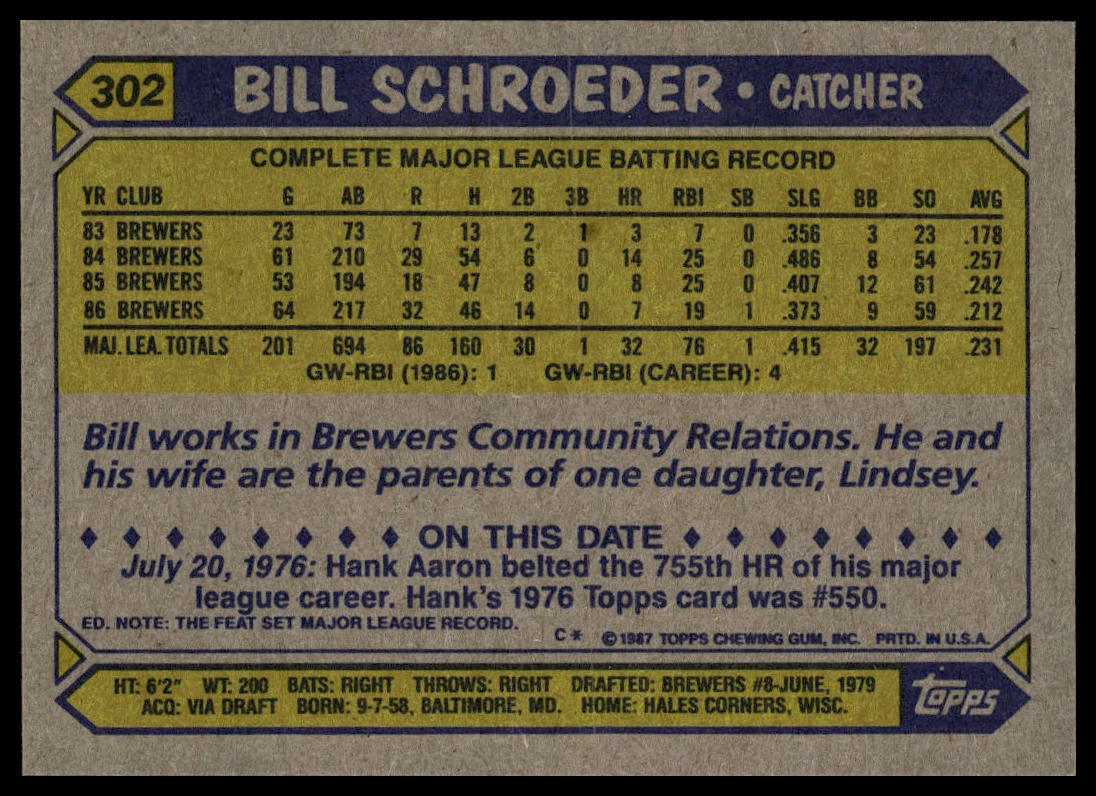 302 BILL SCHROEDER • CATCHER
COMPLETE MAJOR LEAGUE BATTING RECORD
YR CLUB G AB R H 2B 3B HR RBI SB SLG BB SO AVG
83 BREWERS 23 73 7 13 2 1 3 7 0 .356 3 23 .178
84 BREWERS 61 210 29 54 6 0 14 25 0 .486 8 54 .257
85 BREWERS 53 194 18 47 8 0 8 25 0 .407 12 61 .242
86 BREWERS 64 217 32 46 14 0 7 19 1 .373 9 59 .212
MAJ. LEA. TOTALS 201 694 86 160 30 1 32 76 1 .415 32 197 .231
GW-RBI (1986): 1 GW-RBI (CAREER): 4
Bill works in Brewers Community Relations. He and
his wife are the parents of one daughter, Lindsey.
♦ ♦ ♦ ♦ ♦ ♦ ♦ ♦ ON THIS DATE ♦ ♦ ♦ ♦ ♦ ♦ ♦ ♦
July 20, 1976: Hank Aaron belted the 755th HR of his major
league career. Hank's 1976 Topps card was #550.
ED. NOTE: THE FEAT SET MAJOR LEAGUE RECORD.
C* ©1987 TOPPS CHEWING GUM, INC. PRTD. IN U.S.A.
HT: 6'2" WT: 200 BATS: RIGHT THROWS: RIGHT DRAFTED: BREWERS #8-JUNE, 1979
ACQ: VIA DRAFT BORN: 9-7-58, BALTIMORE, MD. HOME: HALES CORNERS, WISC.
Topps